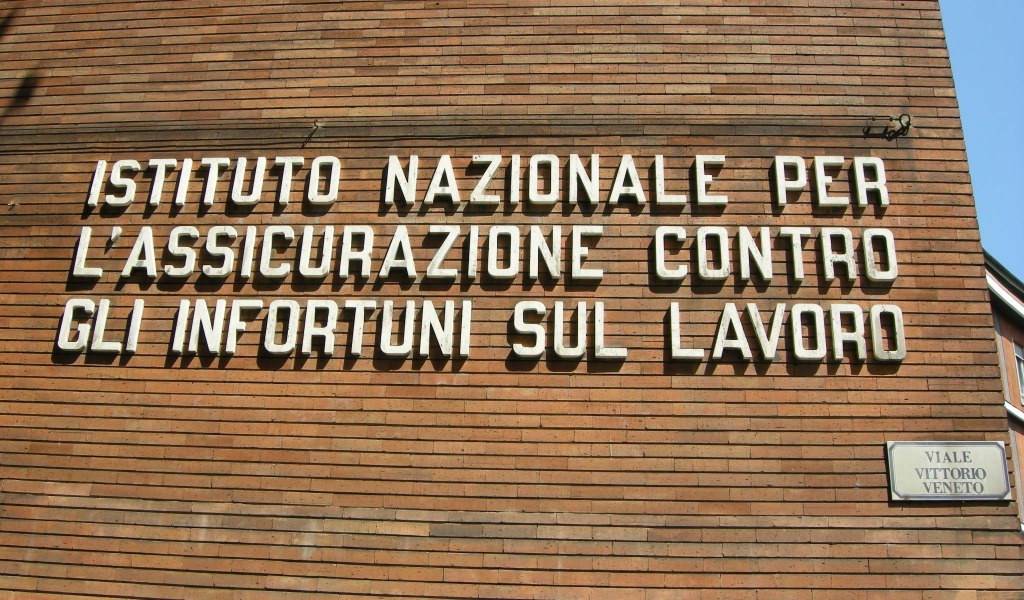 ISTITUTO NAZIONALE PER
L'ASSICURAZIONE CONTRO
GLI INFORTUNI SUL LAVORO
VIALE
VITTORIO
VENETO